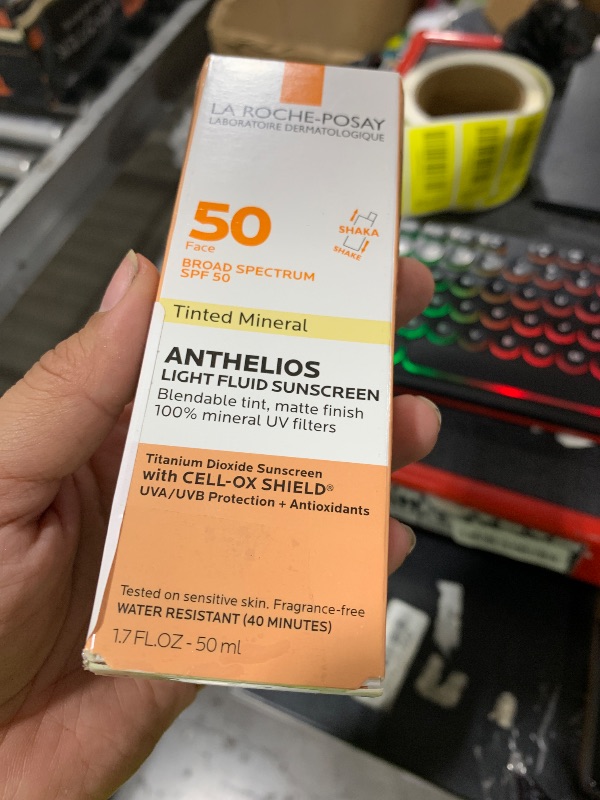 LA ROCHE-POSAY
LABORATOIRE DERMATOLOGIQUE
50
Face
BROAD SPECTRUM
SPF 50
SHAKA
SHAKE
Tinted Mineral
ANTHELIOS
LIGHT FLUID SUNSCREEN
Blendable tint, matte finish
100% mineral UV filters
Titanium Dioxide Sunscreen
with CELL-OX SHIELD®
UVA/UVB Protection + Antioxidants
Tested on sensitive skin. Fragrance-free
WATER RESISTANT (40 MINUTES)
1.7 FL.OZ - 50 ml